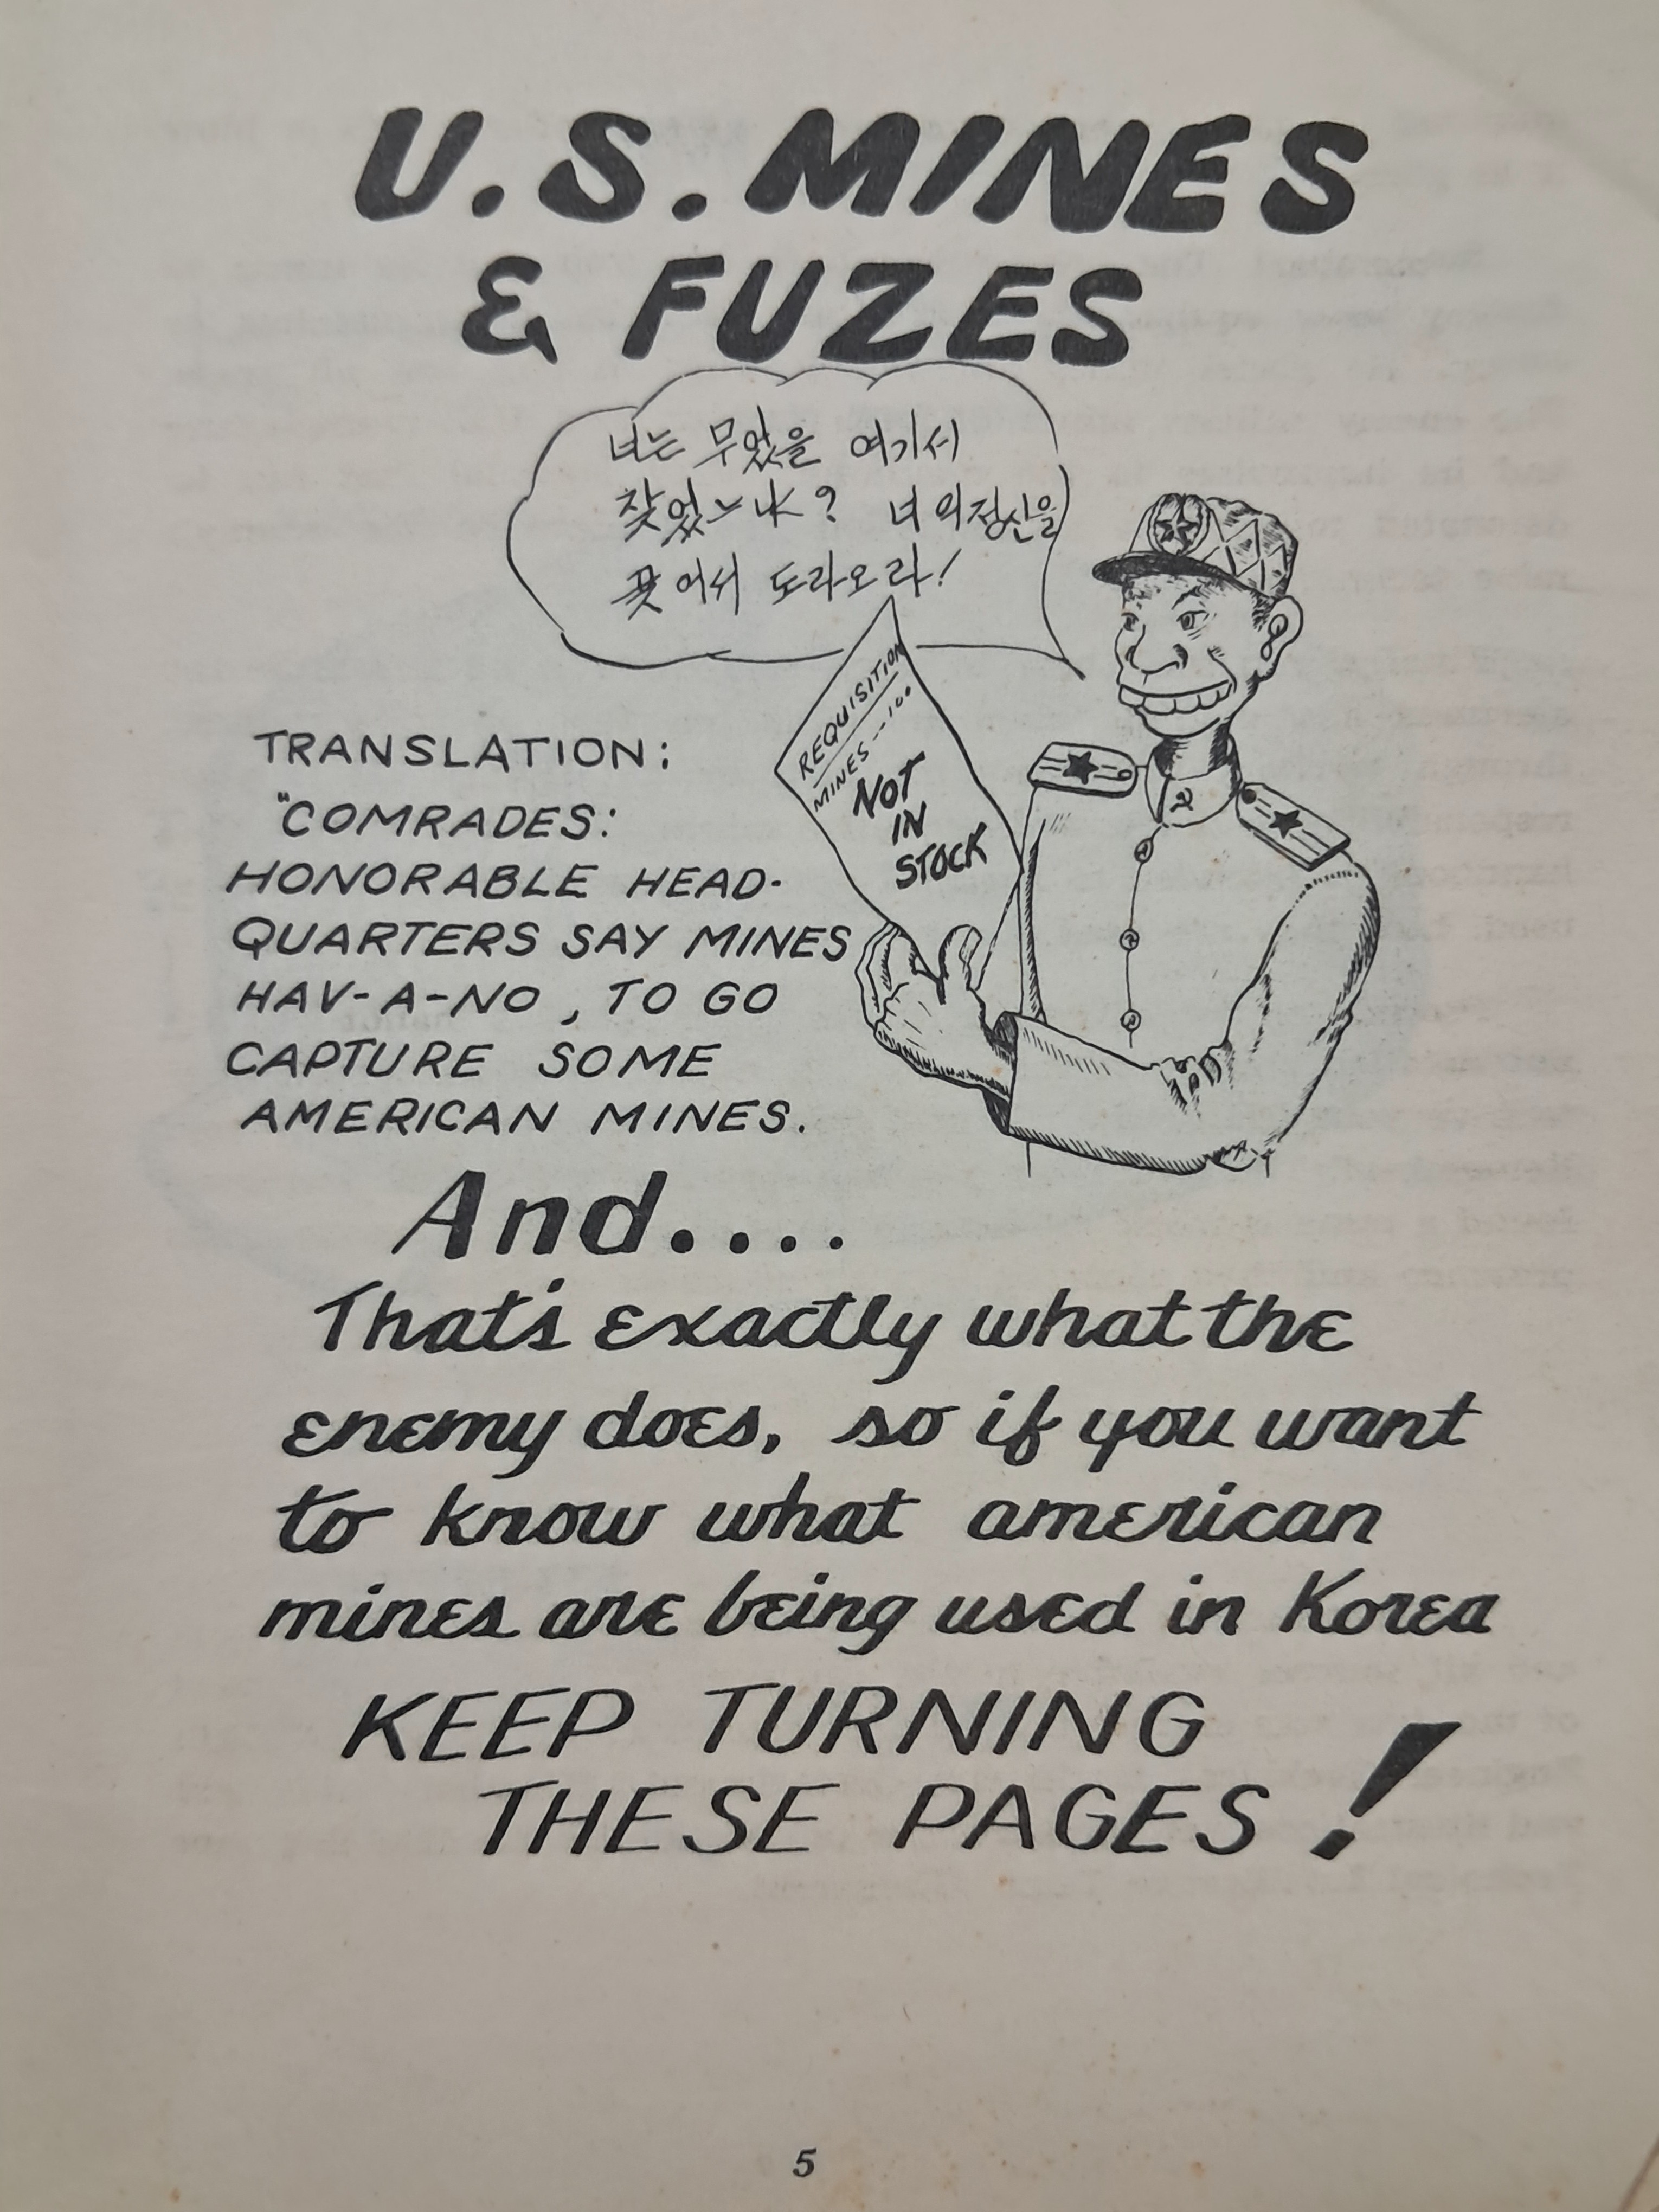 U.S. MINES
& FUZES
너는 무었을 여기서
찾었느냐? 너의정신을
꽃어서 도라오라!
REQUISITION
MINES---100
NOT
IN
STOCK
TRANSLATION:
"COMRADES:
HONORABLE HEAD-
QUARTERS SAY MINES
HAV-A-NO, TO GO
CAPTURE SOME
AMERICAN MINES.
And....
That's exactly what the
enemy does, so if you want
to know what american
mines are being used in Korea
KEEP TURNING
THESE PAGES!
5